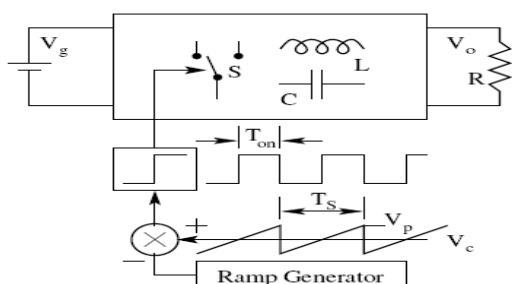 V_g
S
L
C
V_o
R
T_on
T_S
+
V_p
V_c
−
Ramp Generator